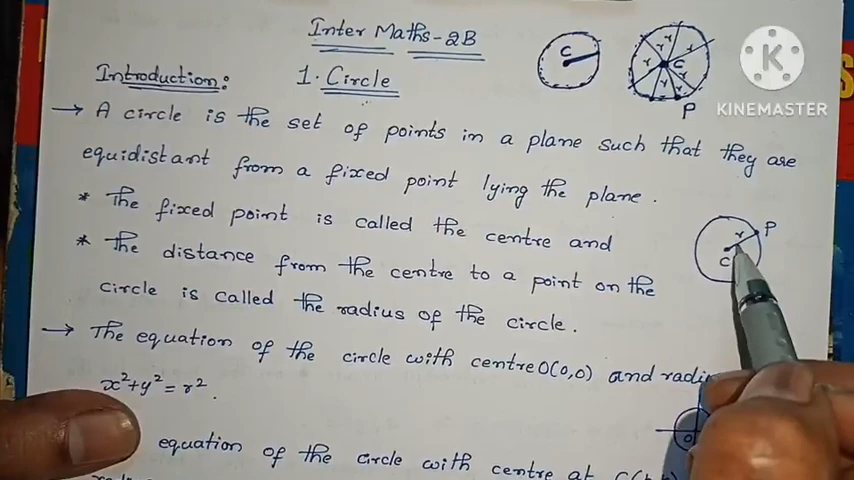 Inter Maths-2B
1. Circle
Introduction:
→ A circle is the set of points in a plane such that they are
equidistant from a fixed point lying the plane.
* The fixed point is called the centre and
* The distance from the centre to a point on the
circle is called the radius of the circle.
→ The equation of the circle with centre O(0,0) and
x²+y²=r².
equation of the circle with centre at
C
r r r r r r
C
P
r
P
C
O
K
KINEMASTER